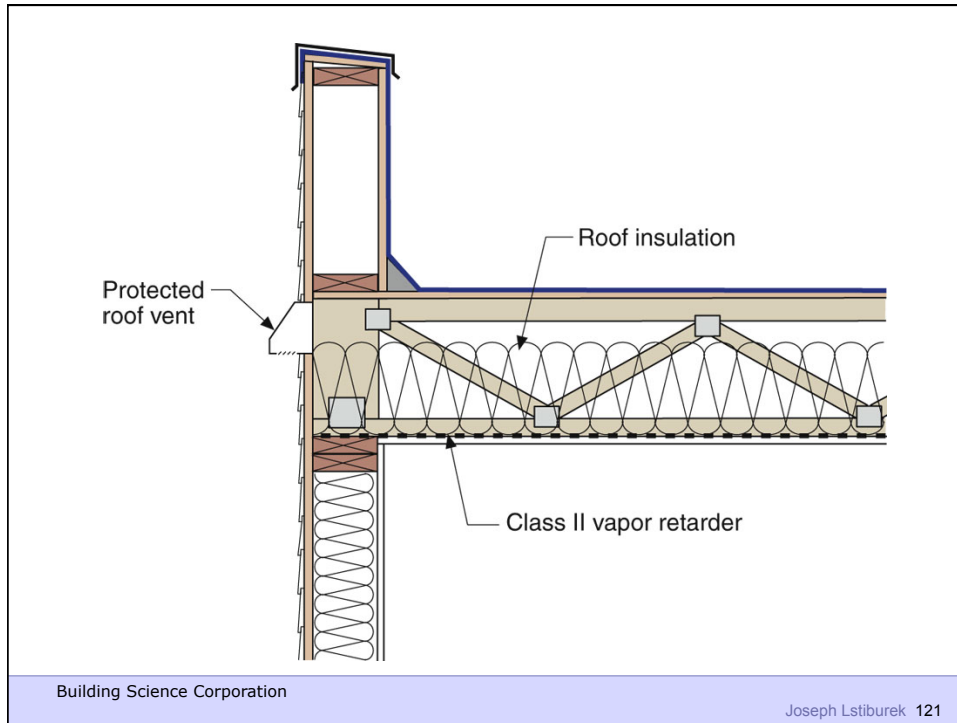 Roof insulation
Protected
roof vent
Class II vapor retarder
Building Science Corporation
Joseph Lstiburek 121